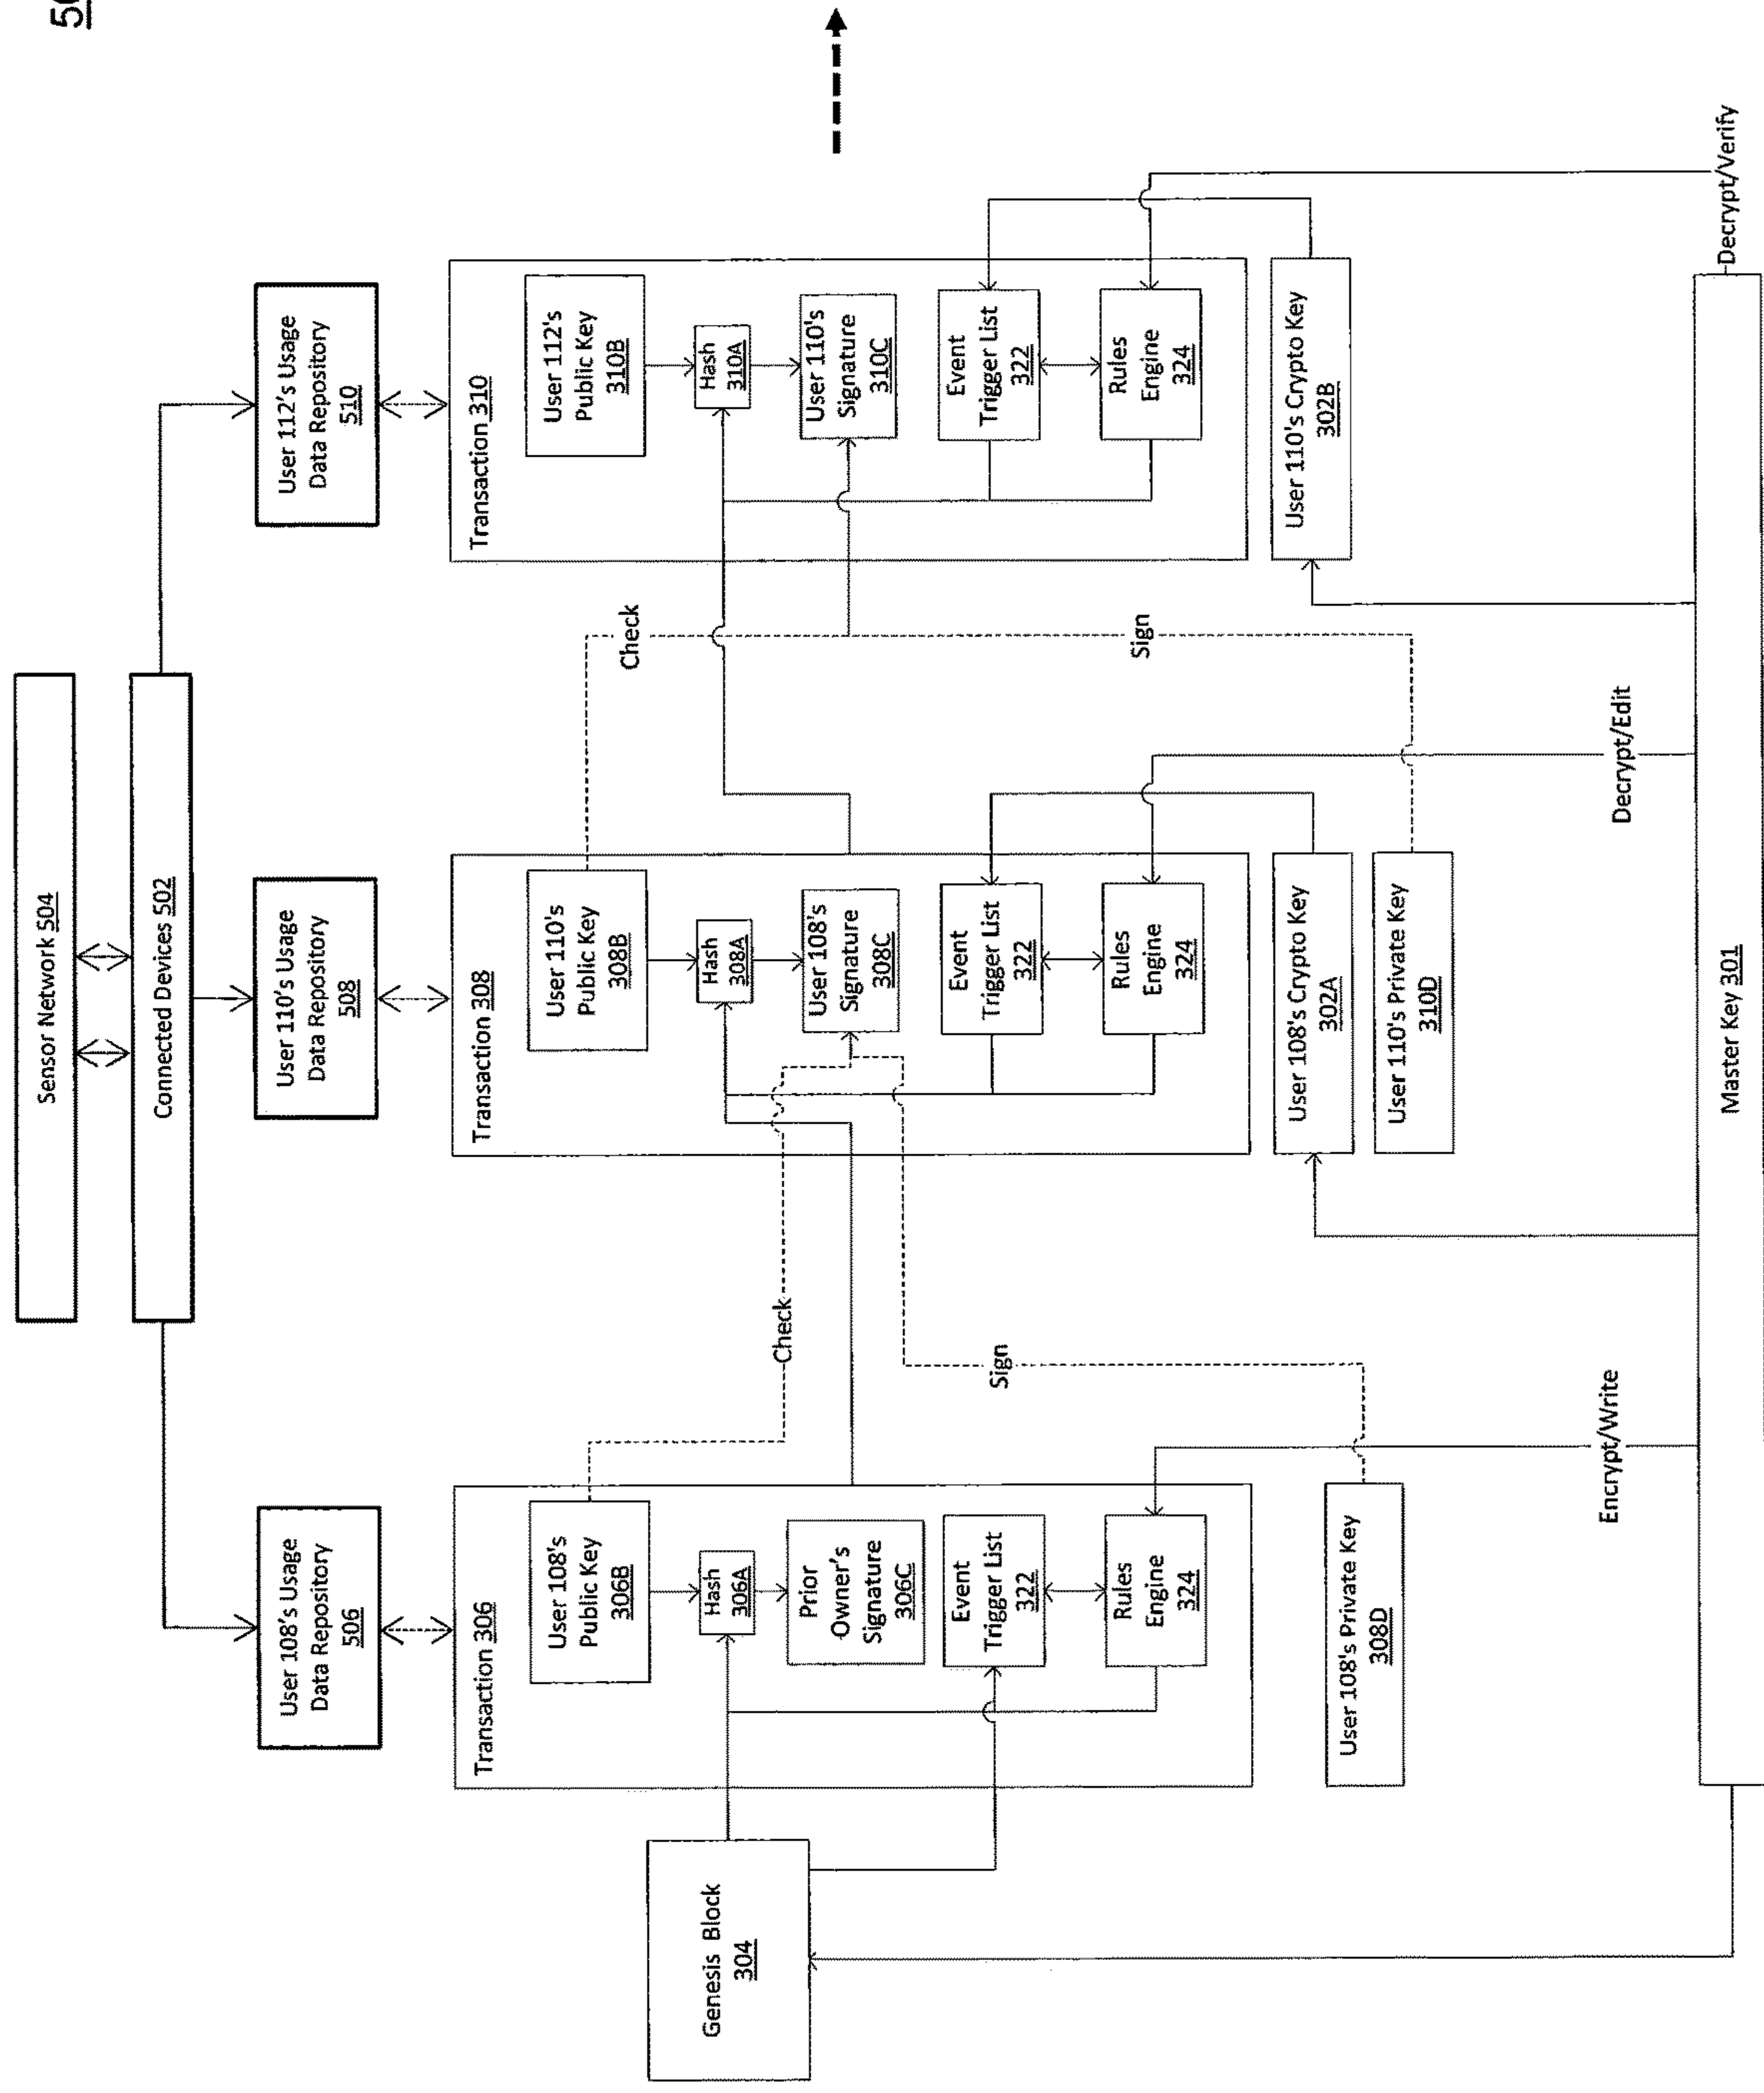 50
Sensor Network 504
Connected Devices 502
User 108's Usage
Data Repository
506
User 110's Usage
Data Repository
508
User 112's Usage
Data Repository
510
Transaction 306
User 108's
Public Key
306B
Hash
306A
Prior
Owner's
Signature
306C
Event
Trigger List
322
Rules
Engine
324
Genesis Block
304
Transaction 308
User 110's
Public Key
308B
Hash
308A
User 108's
Signature
308C
Event
Trigger List
322
Rules
Engine
324
Transaction 310
User 112's
Public Key
310B
Hash
310A
User 110's
Signature
310C
Event
Trigger List
322
Rules
Engine
324
Check
Sign
Check
Sign
User 108's Private Key
308D
User 108's Crypto Key
302A
User 110's Private Key
310D
User 110's Crypto Key
302B
Encrypt/Write
Decrypt/Edit
Decrypt/Verify
Master Key 301